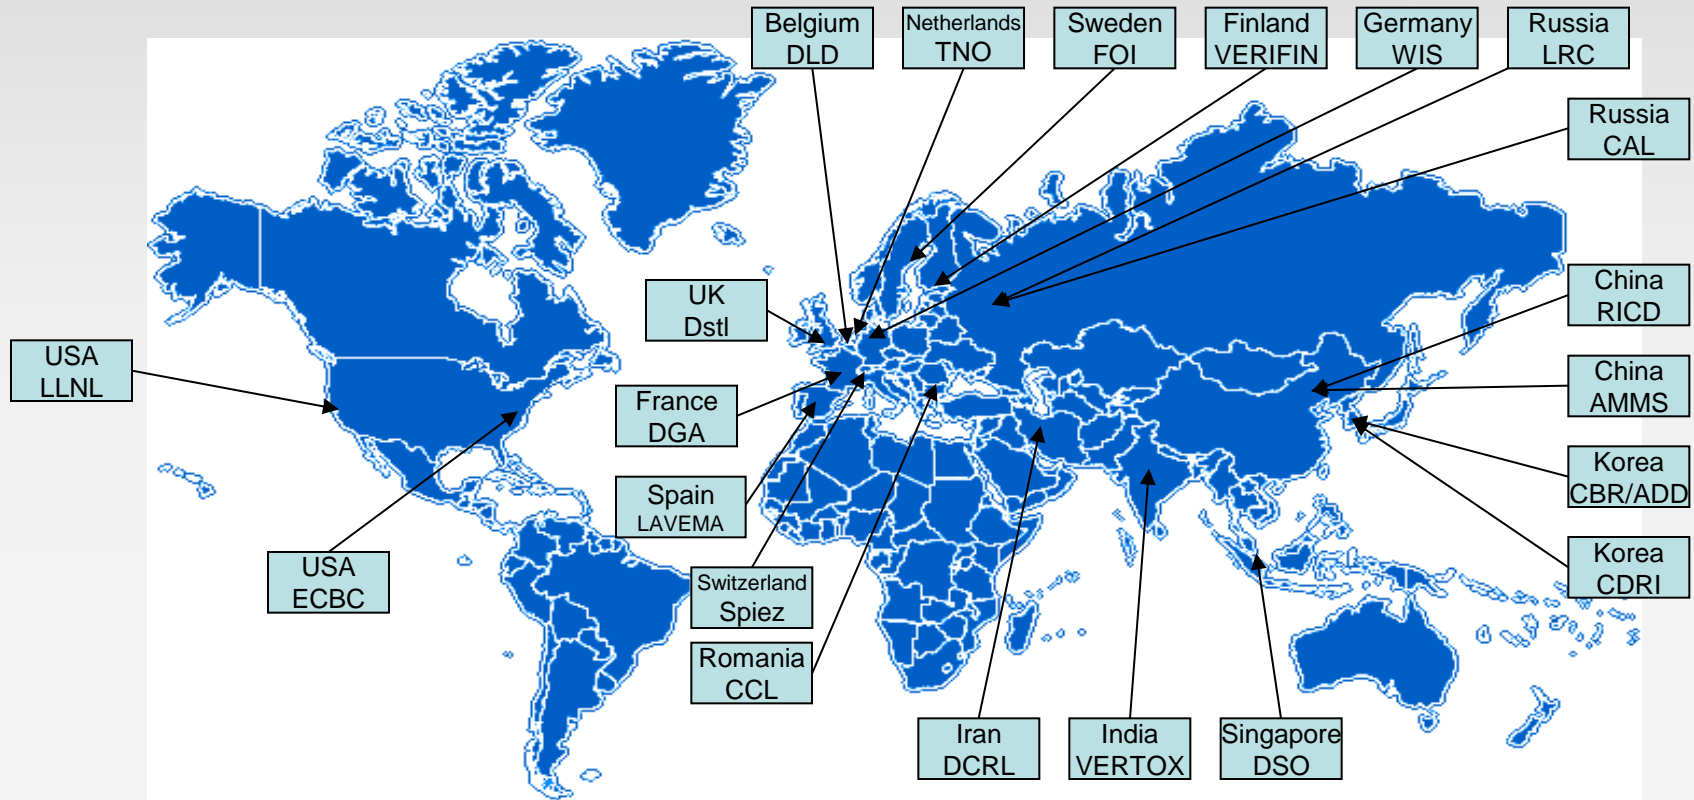 Belgium
DLD
Netherlands
TNO
Sweden
FOI
Finland
VERIFIN
Germany
WIS
Russia
LRC
Russia
CAL
China
RICD
UK
Dstl
USA
LLNL
China
AMMS
France
DGA
Korea
CBR/ADD
Spain
LAVEMA
Korea
CDRI
USA
ECBC
Switzerland
Spiez
Romania
CCL
Iran
DCRL
India
VERTOX
Singapore
DSO